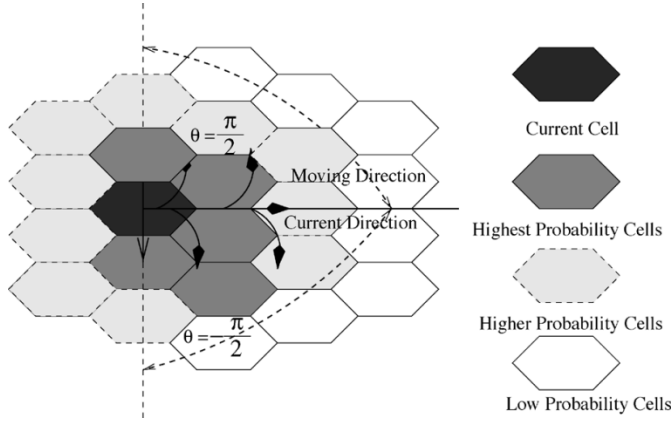 θ = π/2
Moving Direction
Current Direction
θ = -π/2
Current Cell
Highest Probability Cells
Higher Probability Cells
Low Probability Cells